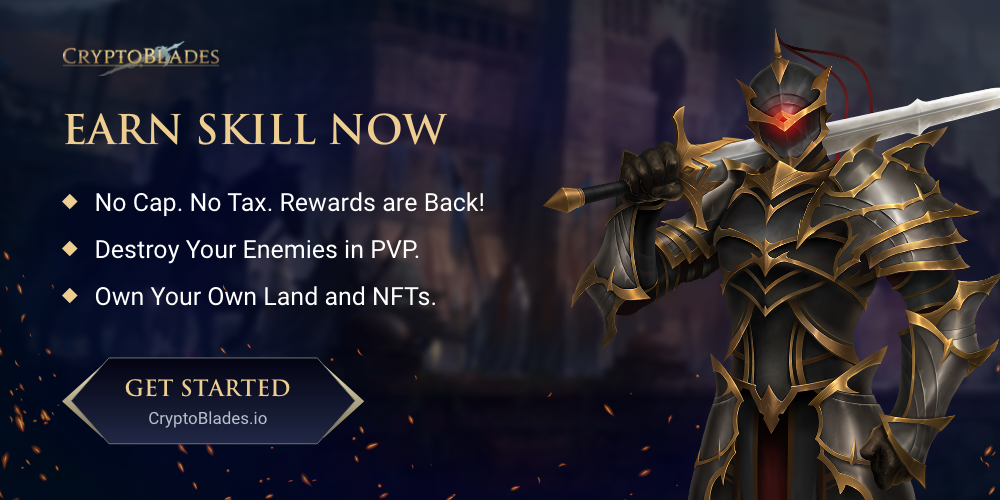 CRYPTOBLADES
EARN SKILL NOW
No Cap. No Tax. Rewards are Back!
Destroy Your Enemies in PVP.
Own Your Own Land and NFTs.
GET STARTED
CryptoBlades.io